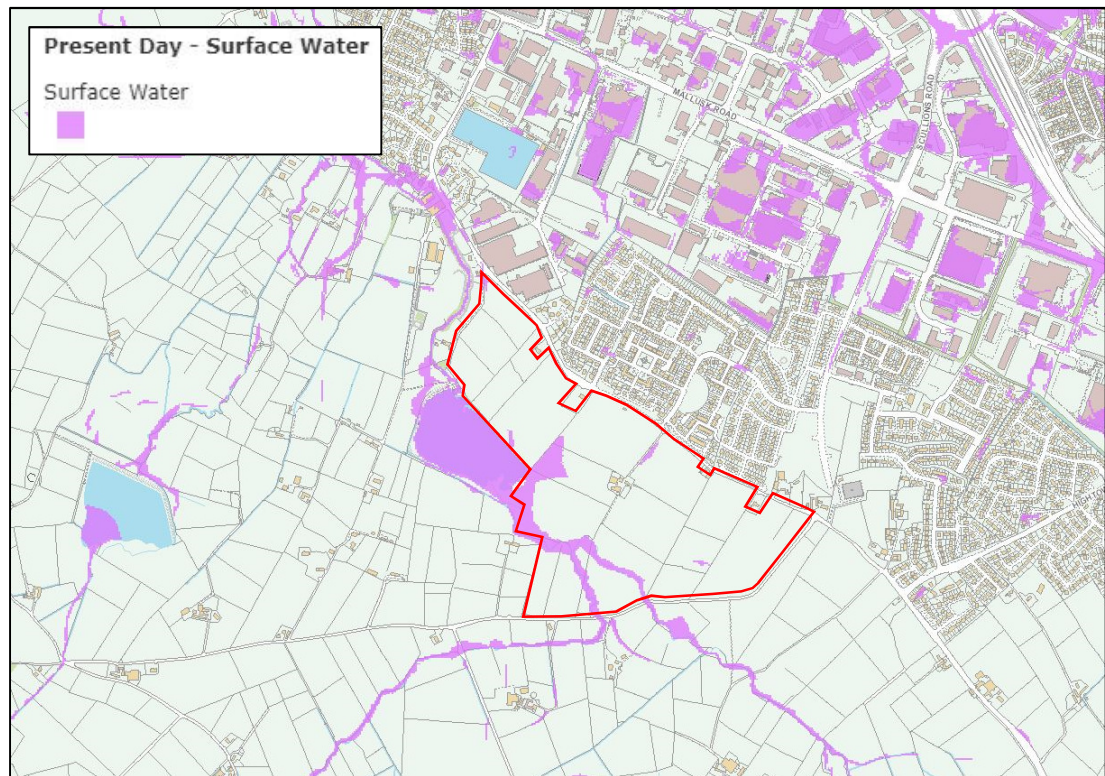 Present Day - Surface Water
Surface Water
MALLUSK ROAD
SCULLIONS ROAD